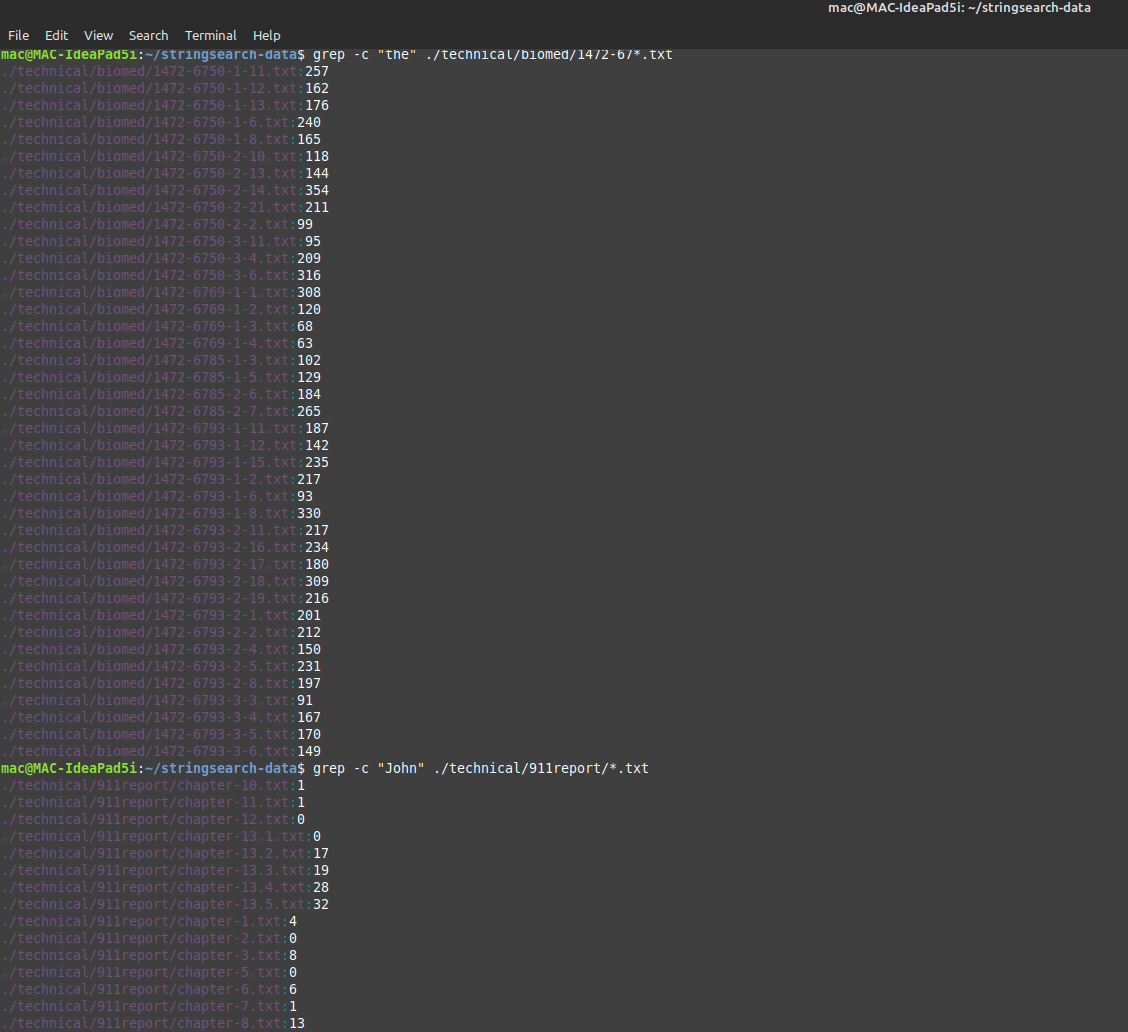 mac@MAC-IdeaPad5i: ~/stringsearch-data
File Edit View Search Terminal Help
mac@MAC-IdeaPad5i:~/stringsearch-data$ grep -c "the" ./technical/biomed/1472-67*.txt
./technical/biomed/1472-6750-1-11.txt:257
./technical/biomed/1472-6750-1-12.txt:162
./technical/biomed/1472-6750-1-13.txt:176
./technical/biomed/1472-6750-1-6.txt:240
./technical/biomed/1472-6750-1-8.txt:165
./technical/biomed/1472-6750-2-10.txt:118
./technical/biomed/1472-6750-2-13.txt:144
./technical/biomed/1472-6750-2-14.txt:354
./technical/biomed/1472-6750-2-21.txt:211
./technical/biomed/1472-6750-2-2.txt:99
./technical/biomed/1472-6750-3-11.txt:95
./technical/biomed/1472-6750-3-4.txt:209
./technical/biomed/1472-6750-3-6.txt:316
./technical/biomed/1472-6769-1-1.txt:308
./technical/biomed/1472-6769-1-2.txt:120
./technical/biomed/1472-6769-1-3.txt:68
./technical/biomed/1472-6769-1-4.txt:63
./technical/biomed/1472-6785-1-3.txt:102
./technical/biomed/1472-6785-1-5.txt:129
./technical/biomed/1472-6785-2-6.txt:184
./technical/biomed/1472-6785-2-7.txt:265
./technical/biomed/1472-6793-1-11.txt:187
./technical/biomed/1472-6793-1-12.txt:142
./technical/biomed/1472-6793-1-15.txt:235
./technical/biomed/1472-6793-1-2.txt:217
./technical/biomed/1472-6793-1-6.txt:93
./technical/biomed/1472-6793-1-8.txt:330
./technical/biomed/1472-6793-2-11.txt:217
./technical/biomed/1472-6793-2-16.txt:234
./technical/biomed/1472-6793-2-17.txt:180
./technical/biomed/1472-6793-2-18.txt:309
./technical/biomed/1472-6793-2-19.txt:216
./technical/biomed/1472-6793-2-1.txt:201
./technical/biomed/1472-6793-2-2.txt:212
./technical/biomed/1472-6793-2-4.txt:150
./technical/biomed/1472-6793-2-5.txt:231
./technical/biomed/1472-6793-2-8.txt:197
./technical/biomed/1472-6793-3-3.txt:91
./technical/biomed/1472-6793-3-4.txt:167
./technical/biomed/1472-6793-3-5.txt:170
./technical/biomed/1472-6793-3-6.txt:149
mac@MAC-IdeaPad5i:~/stringsearch-data$ grep -c "John" ./technical/911report/*.txt
./technical/911report/chapter-10.txt:1
./technical/911report/chapter-11.txt:1
./technical/911report/chapter-12.txt:0
./technical/911report/chapter-13.1.txt:0
./technical/911report/chapter-13.2.txt:17
./technical/911report/chapter-13.3.txt:19
./technical/911report/chapter-13.4.txt:28
./technical/911report/chapter-13.5.txt:32
./technical/911report/chapter-1.txt:4
./technical/911report/chapter-2.txt:0
./technical/911report/chapter-3.txt:8
./technical/911report/chapter-5.txt:0
./technical/911report/chapter-6.txt:6
./technical/911report/chapter-7.txt:1
./technical/911report/chapter-8.txt:13